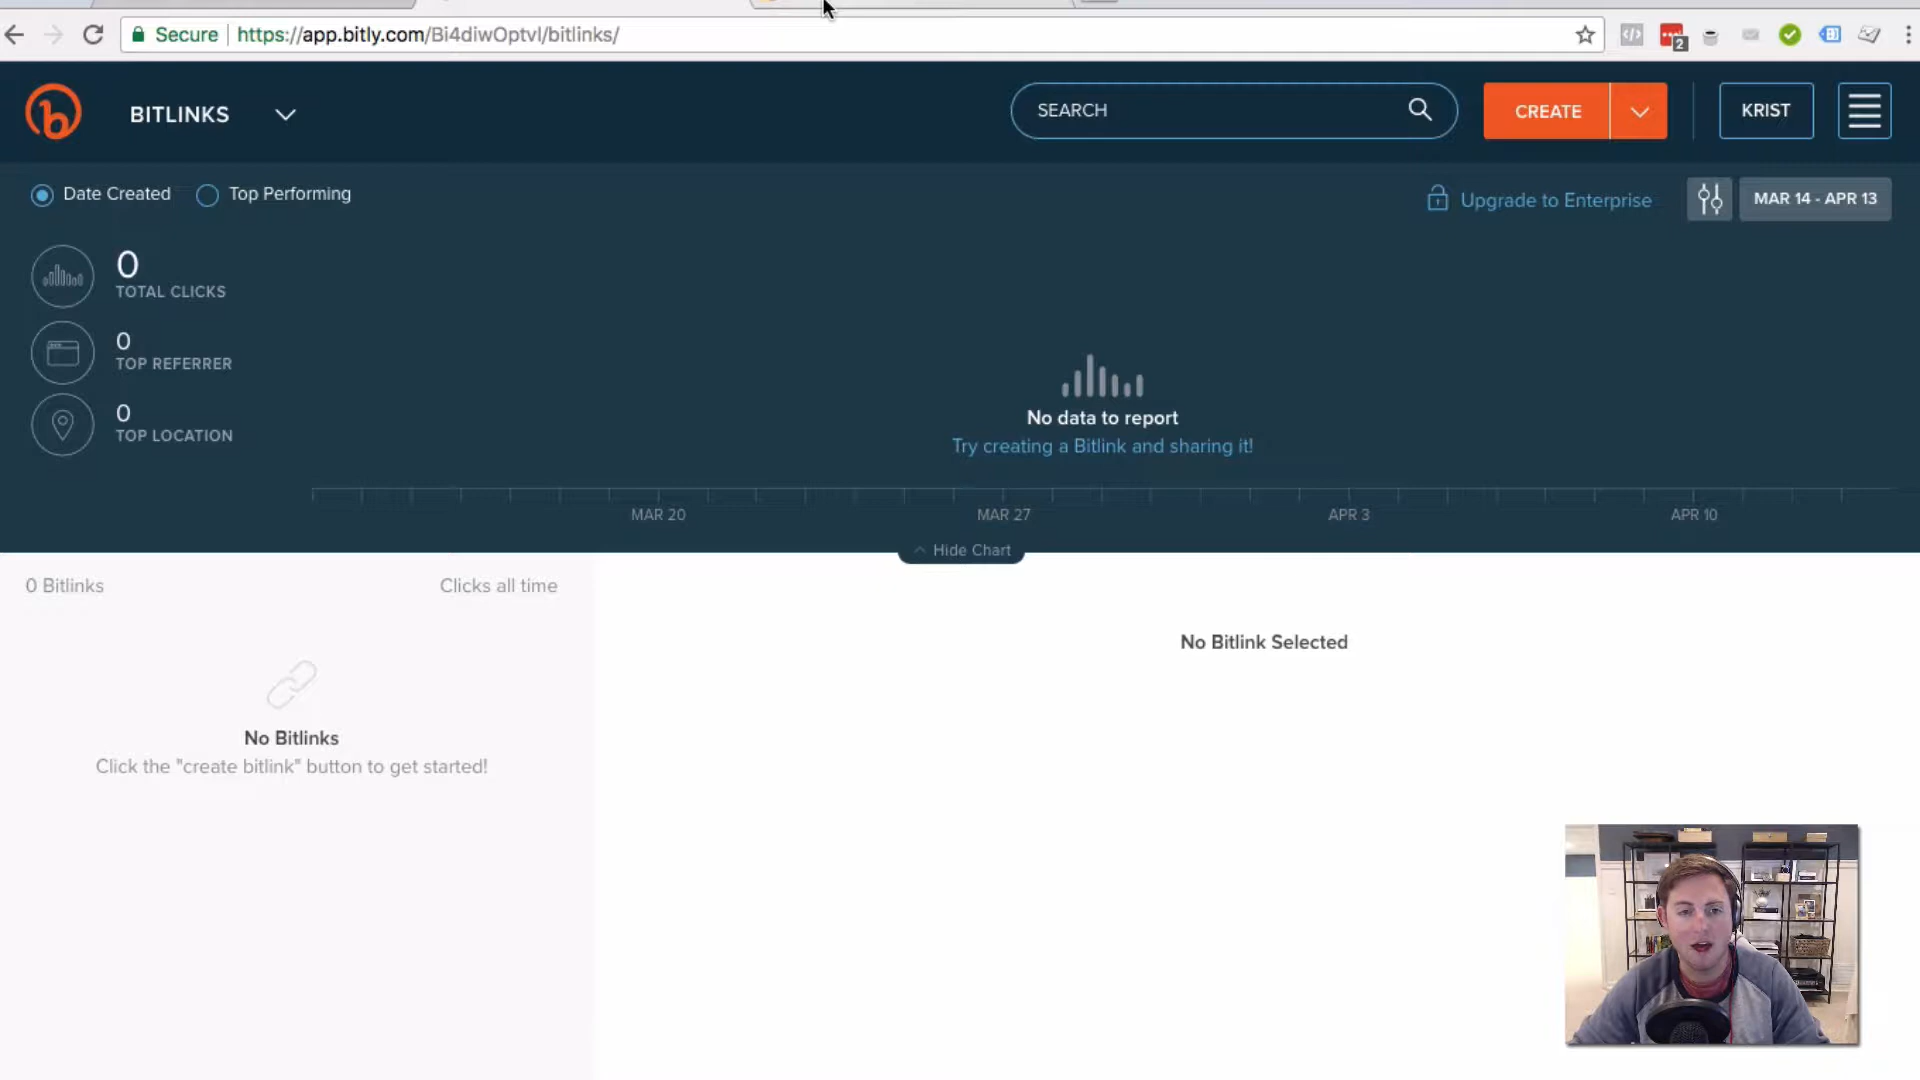 Secure
https://app.bitly.com/Bi4diwOptvl/bitlinks/
2
BITLINKS
SEARCH
CREATE
KRIST
Date Created
Top Performing
Upgrade to Enterprise
MAR 14 - APR 13
0
TOTAL CLICKS
0
TOP REFERRER
0
TOP LOCATION
No data to report
Try creating a Bitlink and sharing it!
MAR 20
MAR 27
APR 3
APR 10
Hide Chart
0 Bitlinks
Clicks all time
No Bitlink Selected
No Bitlinks
Click the "create bitlink" button to get started!